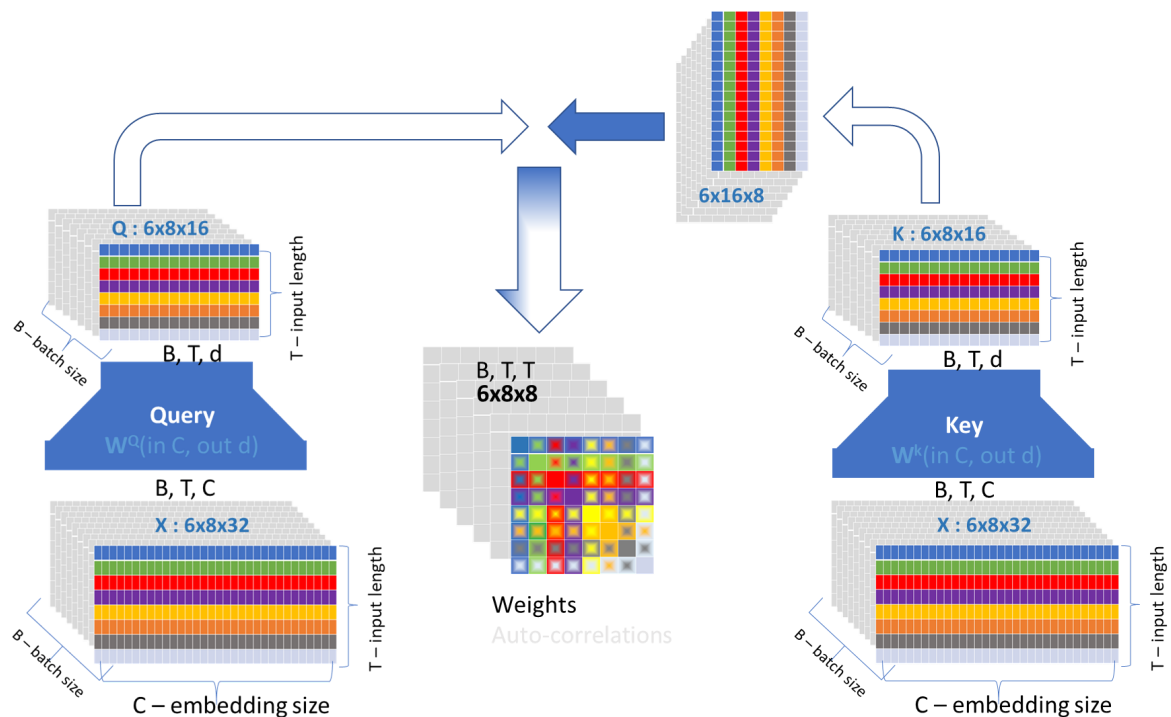 6x16x8
Q : 6x8x16
T – input length
B – batch size
B, T, d
Query
W^Q(in C, out d)
B, T, C
X : 6x8x32
T – input length
B – batch size
C – embedding size
B, T, T
6x8x8
Weights
Auto-correlations
K : 6x8x16
T – input length
B – batch size
B, T, d
Key
W^k(in C, out d)
B, T, C
X : 6x8x32
T – input length
B – batch size
C – embedding size